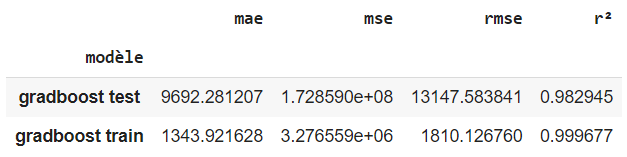 mae mse rmse r²
modèle
gradboost test 9692.281207 1.728590e+08 13147.583841 0.982945
gradboost train 1343.921628 3.276559e+06 1810.126760 0.999677